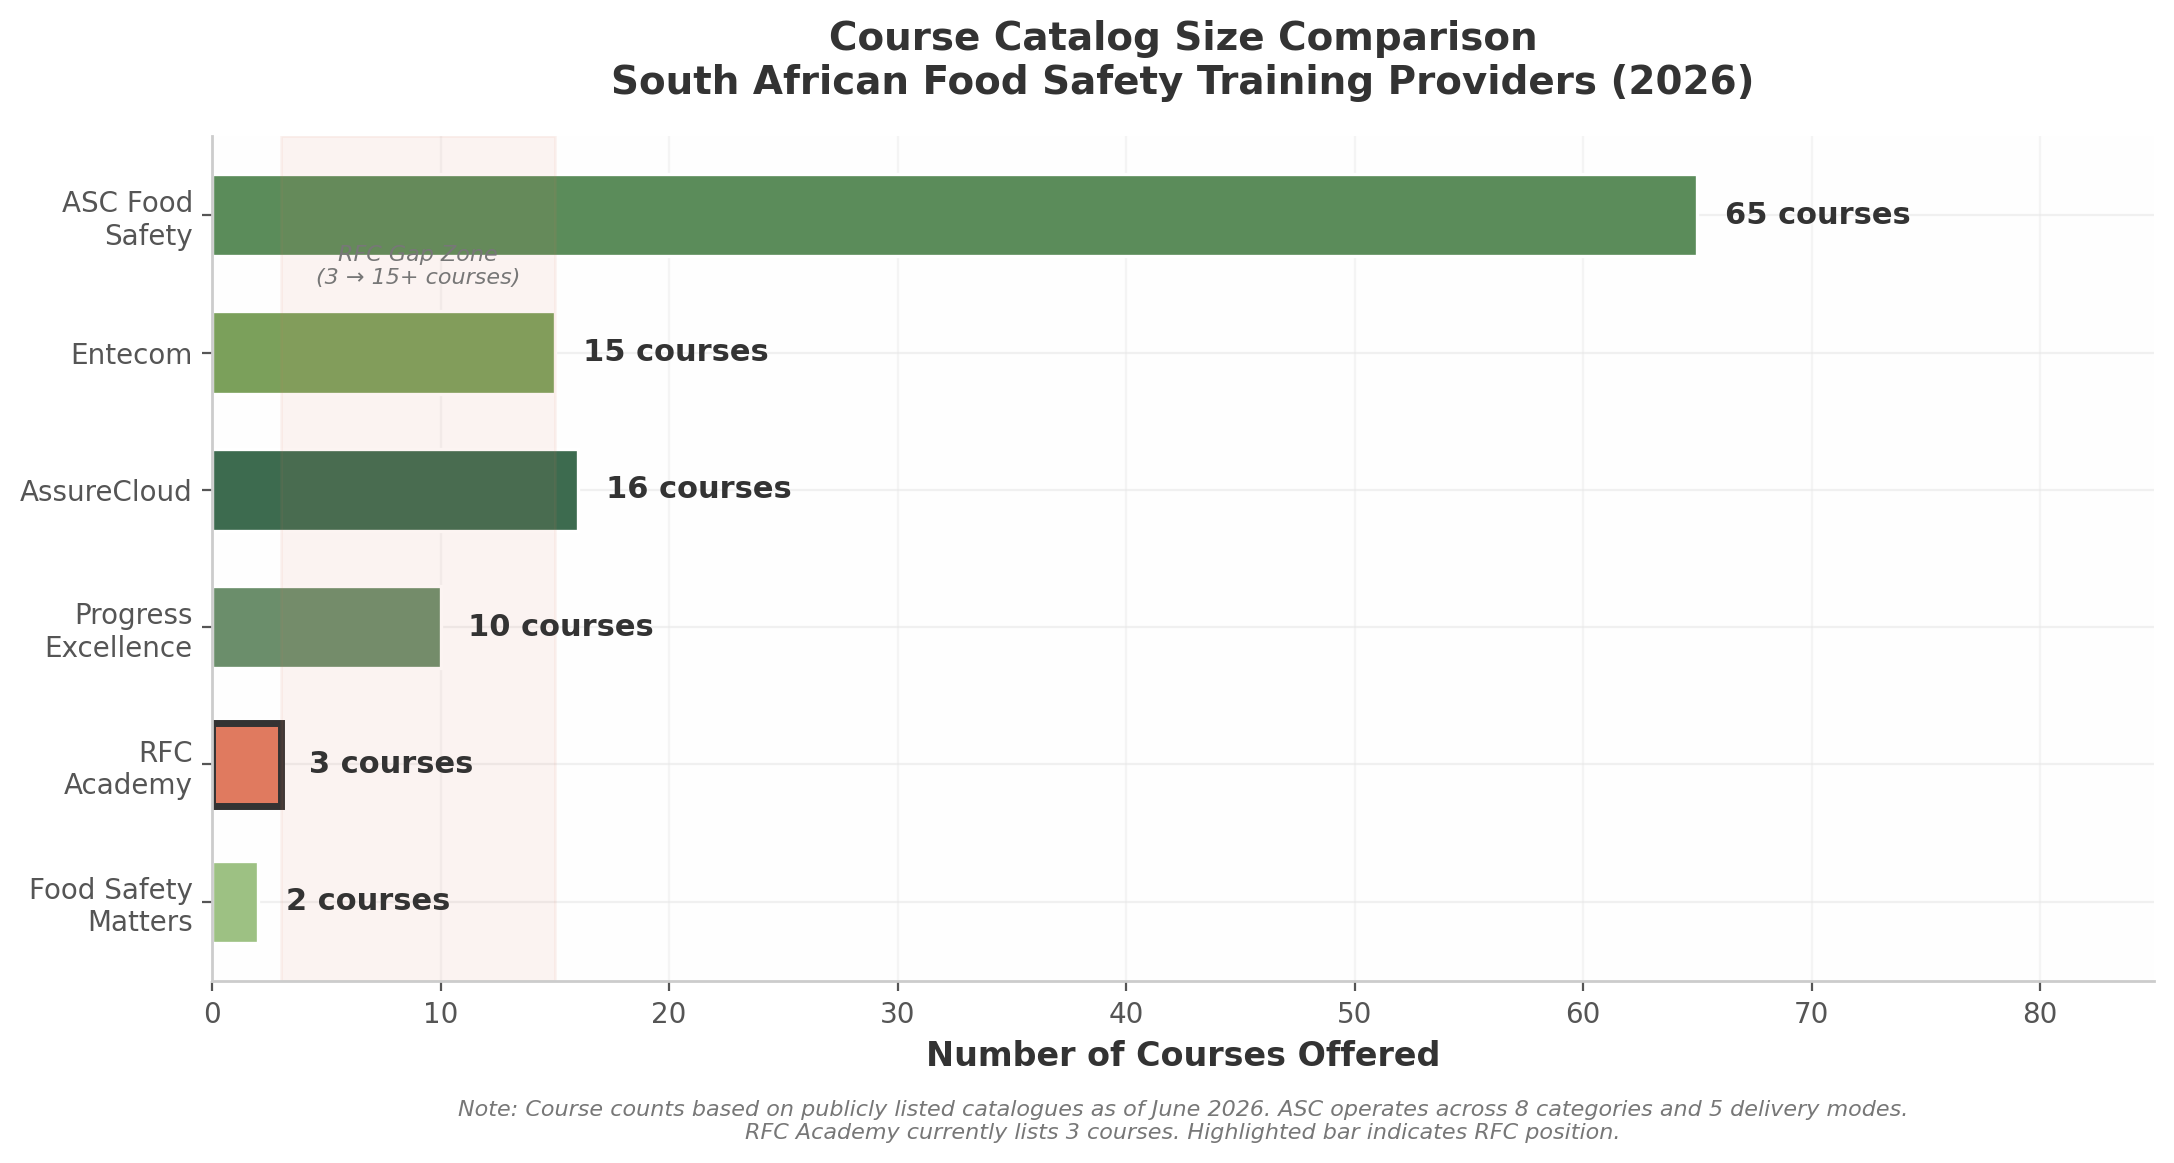 Course Catalog Size Comparison
South African Food Safety Training Providers (2026)
ASC Food
Safety
65 courses
RFC Gap Zone
(3 → 15+ courses)
Entecom
15 courses
AssureCloud
16 courses
Progress
Excellence
10 courses
RFC
Academy
3 courses
Food Safety
Matters
2 courses
0 10 20 30 40 50 60 70 80
Number of Courses Offered
Note: Course counts based on publicly listed catalogues as of June 2026. ASC operates across 8 categories and 5 delivery modes.
RFC Academy currently lists 3 courses. Highlighted bar indicates RFC position.